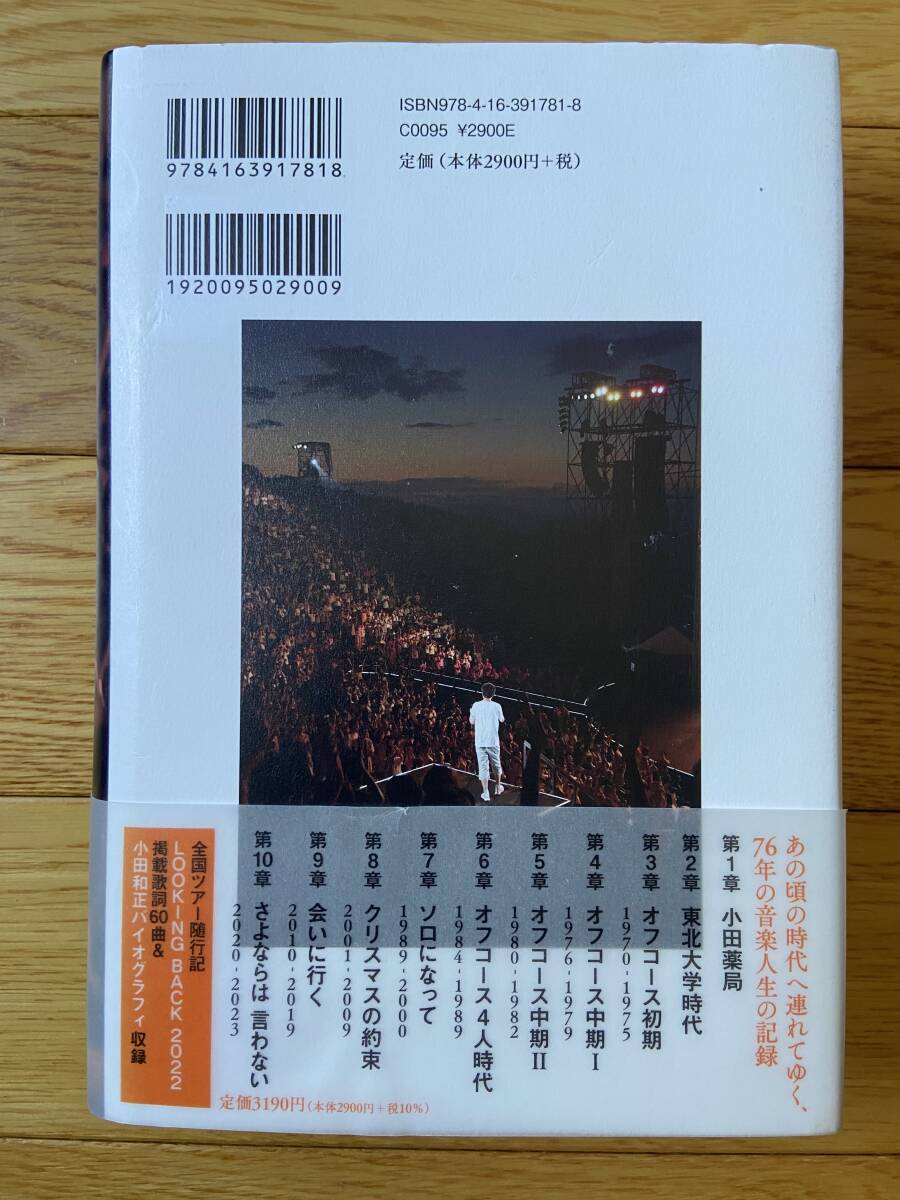 ISBN978-4-16-391781-8
C0095 ¥2900E
定価(本体2900円+税)
9784163917818
1920095029009
あの頃の時代へ連れてゆく、
76年の音楽人生の記録
第1章 小田薬局
第2章 東北大学時代
第3章 オフコース初期
1970-1975
第4章 オフコース中期Ⅰ
1976-1979
第5章 オフコース中期Ⅱ
1980-1982
第6章 オフコース4人時代
1984-1989
第7章 ソロになって
1989-2000
第8章 クリスマスの約束
2001-2009
第9章 会いに行く
2010-2019
第10章 さよならは 言わない
2020-2023
全国ツアー随行記
LOOKING BACK 2022
掲載歌詞60曲&
小田和正バイオグラフィ収録
定価3190円(本体2900円+税10%)